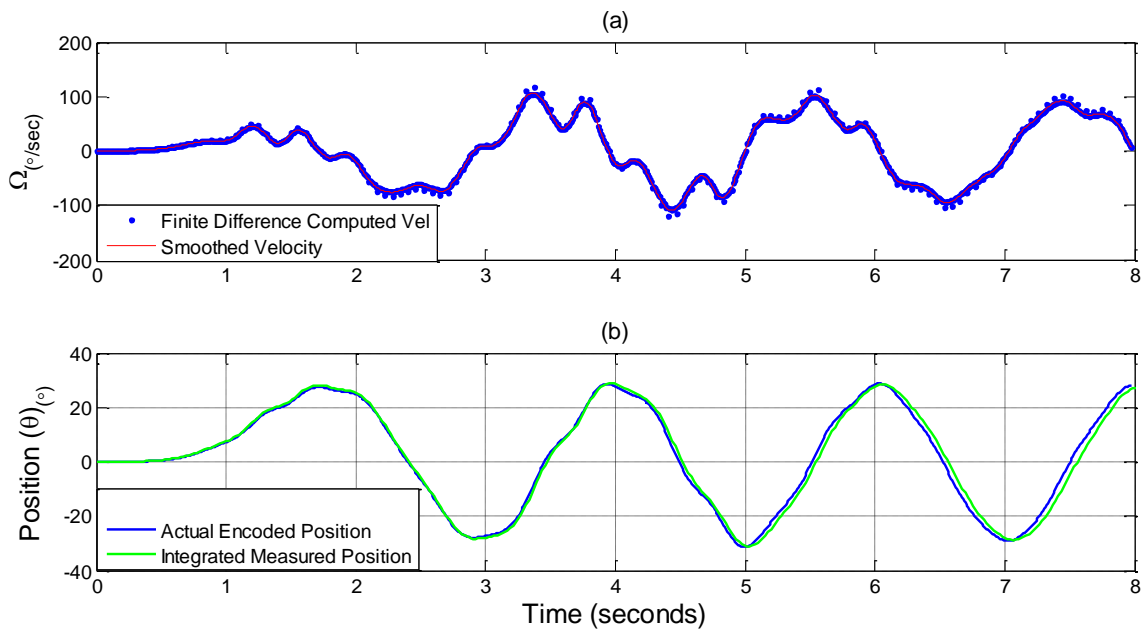 (a)
200
100
0
-100
-200
Ω(°/sec)
Finite Difference Computed Vel
Smoothed Velocity
0 1 2 3 4 5 6 7 8
(b)
40
20
0
-20
-40
Position (θ)(°)
Actual Encoded Position
Integrated Measured Position
0 1 2 3 4 5 6 7 8
Time (seconds)